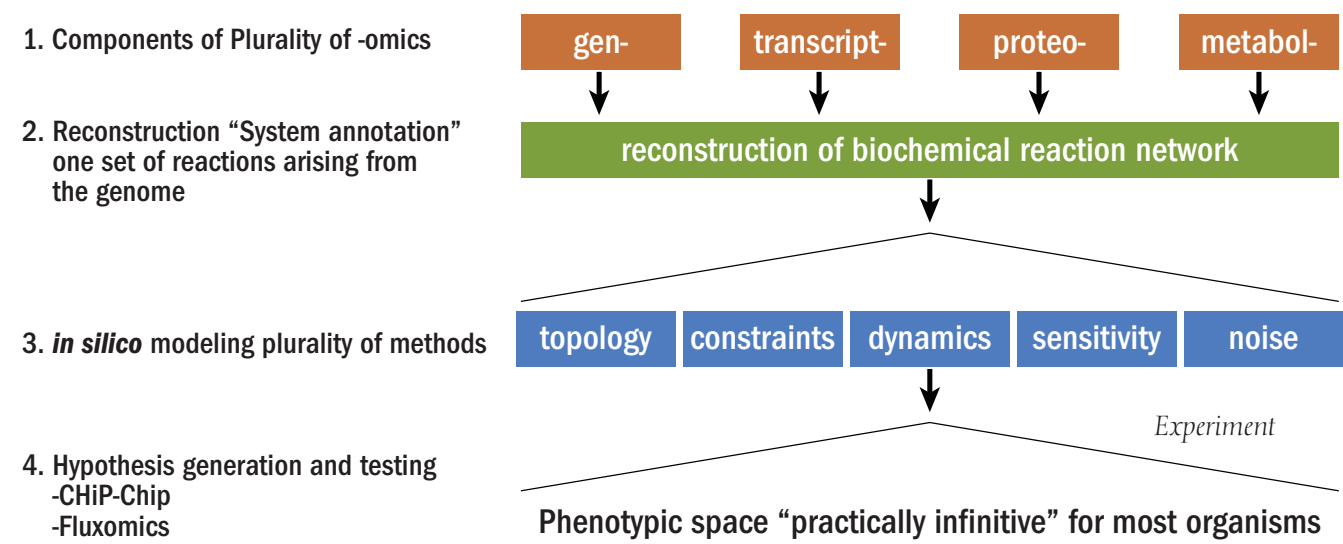 1. Components of Plurality of -omics
gen-
transcript-
proteo-
metabol-
2. Reconstruction “System annotation”
one set of reactions arising from
the genome
reconstruction of biochemical reaction network
3. in silico modeling plurality of methods
topology
constraints
dynamics
sensitivity
noise
Experiment
4. Hypothesis generation and testing
-CHiP-Chip
-Fluxomics
Phenotypic space “practically infinitive” for most organisms